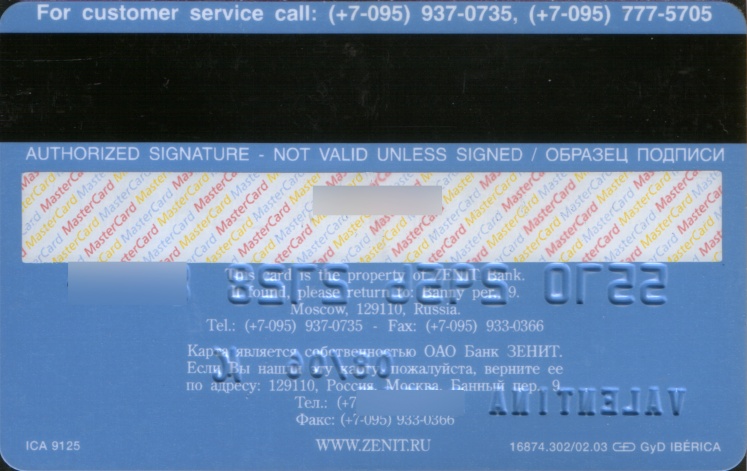 For customer service call: (+7-095) 937-0735, (+7-095) 777-5705
AUTHORIZED SIGNATURE - NOT VALID UNLESS SIGNED / ОБРАЗЕЦ ПОДПИСИ
This card is the property of ZENIT Bank.
If found, please return to: Banny per., 9.
Moscow, 129110, Russia.
Tel.: (+7-095) 937-0735 - Fax: (+7-095) 933-0366
Карта является собственностью ОАО Банк ЗЕНИТ.
Если Вы нашли эту карту, пожалуйста, верните ее
по адресу: 129110, Россия, Москва, Банный пер., 9
Тел.: (+7
Факс: (+7-095) 933-0366
VALENTINA
ICA 9125 WWW.ZENIT.RU 16874.302/02.03 GyD IBÉRICA